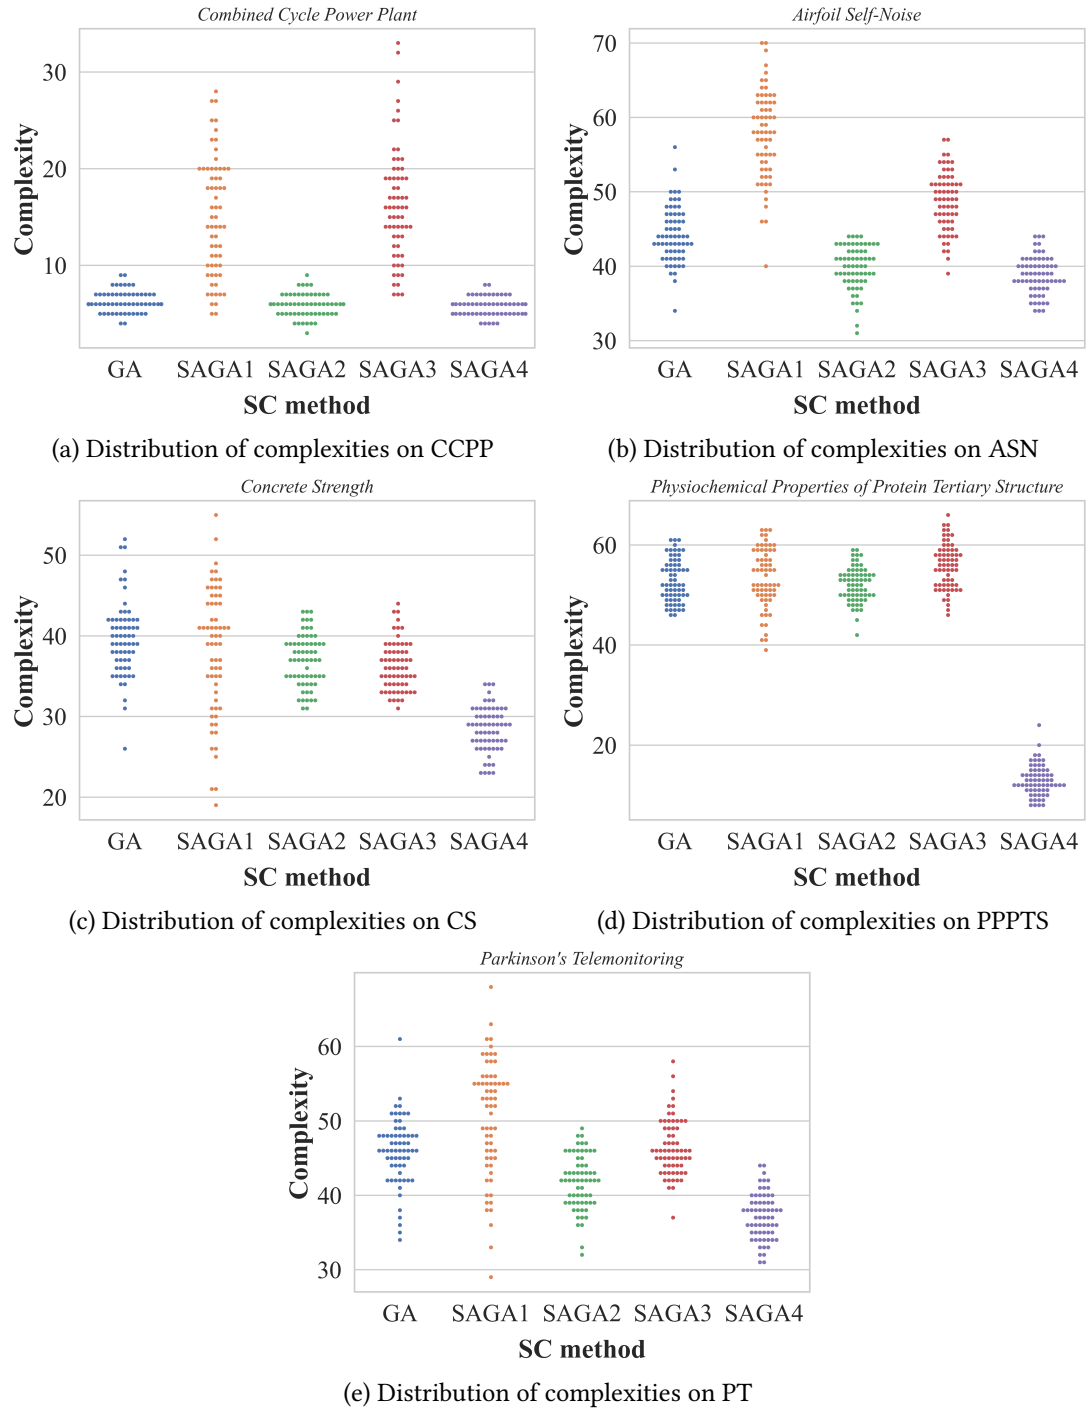 Combined Cycle Power Plant
30
20
10
Complexity
GA SAGA1 SAGA2 SAGA3 SAGA4
SC method
(a) Distribution of complexities on CCPP
Airfoil Self-Noise
70
60
50
40
30
Complexity
GA SAGA1 SAGA2 SAGA3 SAGA4
SC method
(b) Distribution of complexities on ASN
Concrete Strength
50
40
30
20
Complexity
GA SAGA1 SAGA2 SAGA3 SAGA4
SC method
(c) Distribution of complexities on CS
Physiochemical Properties of Protein Tertiary Structure
60
40
20
Complexity
GA SAGA1 SAGA2 SAGA3 SAGA4
SC method
(d) Distribution of complexities on PPPTS
Parkinson's Telemonitoring
60
50
40
30
Complexity
GA SAGA1 SAGA2 SAGA3 SAGA4
SC method
(e) Distribution of complexities on PT